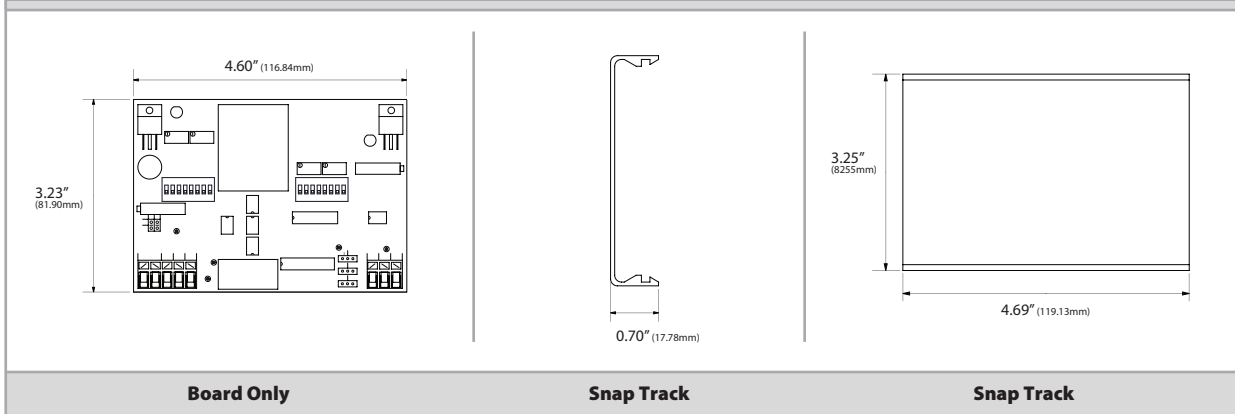 4.60" (116.84mm)
3.23"
(81.90mm)
0.70" (17.78mm)
3.25"
(8255mm)
4.69" (119.13mm)
Board Only
Snap Track
Snap Track